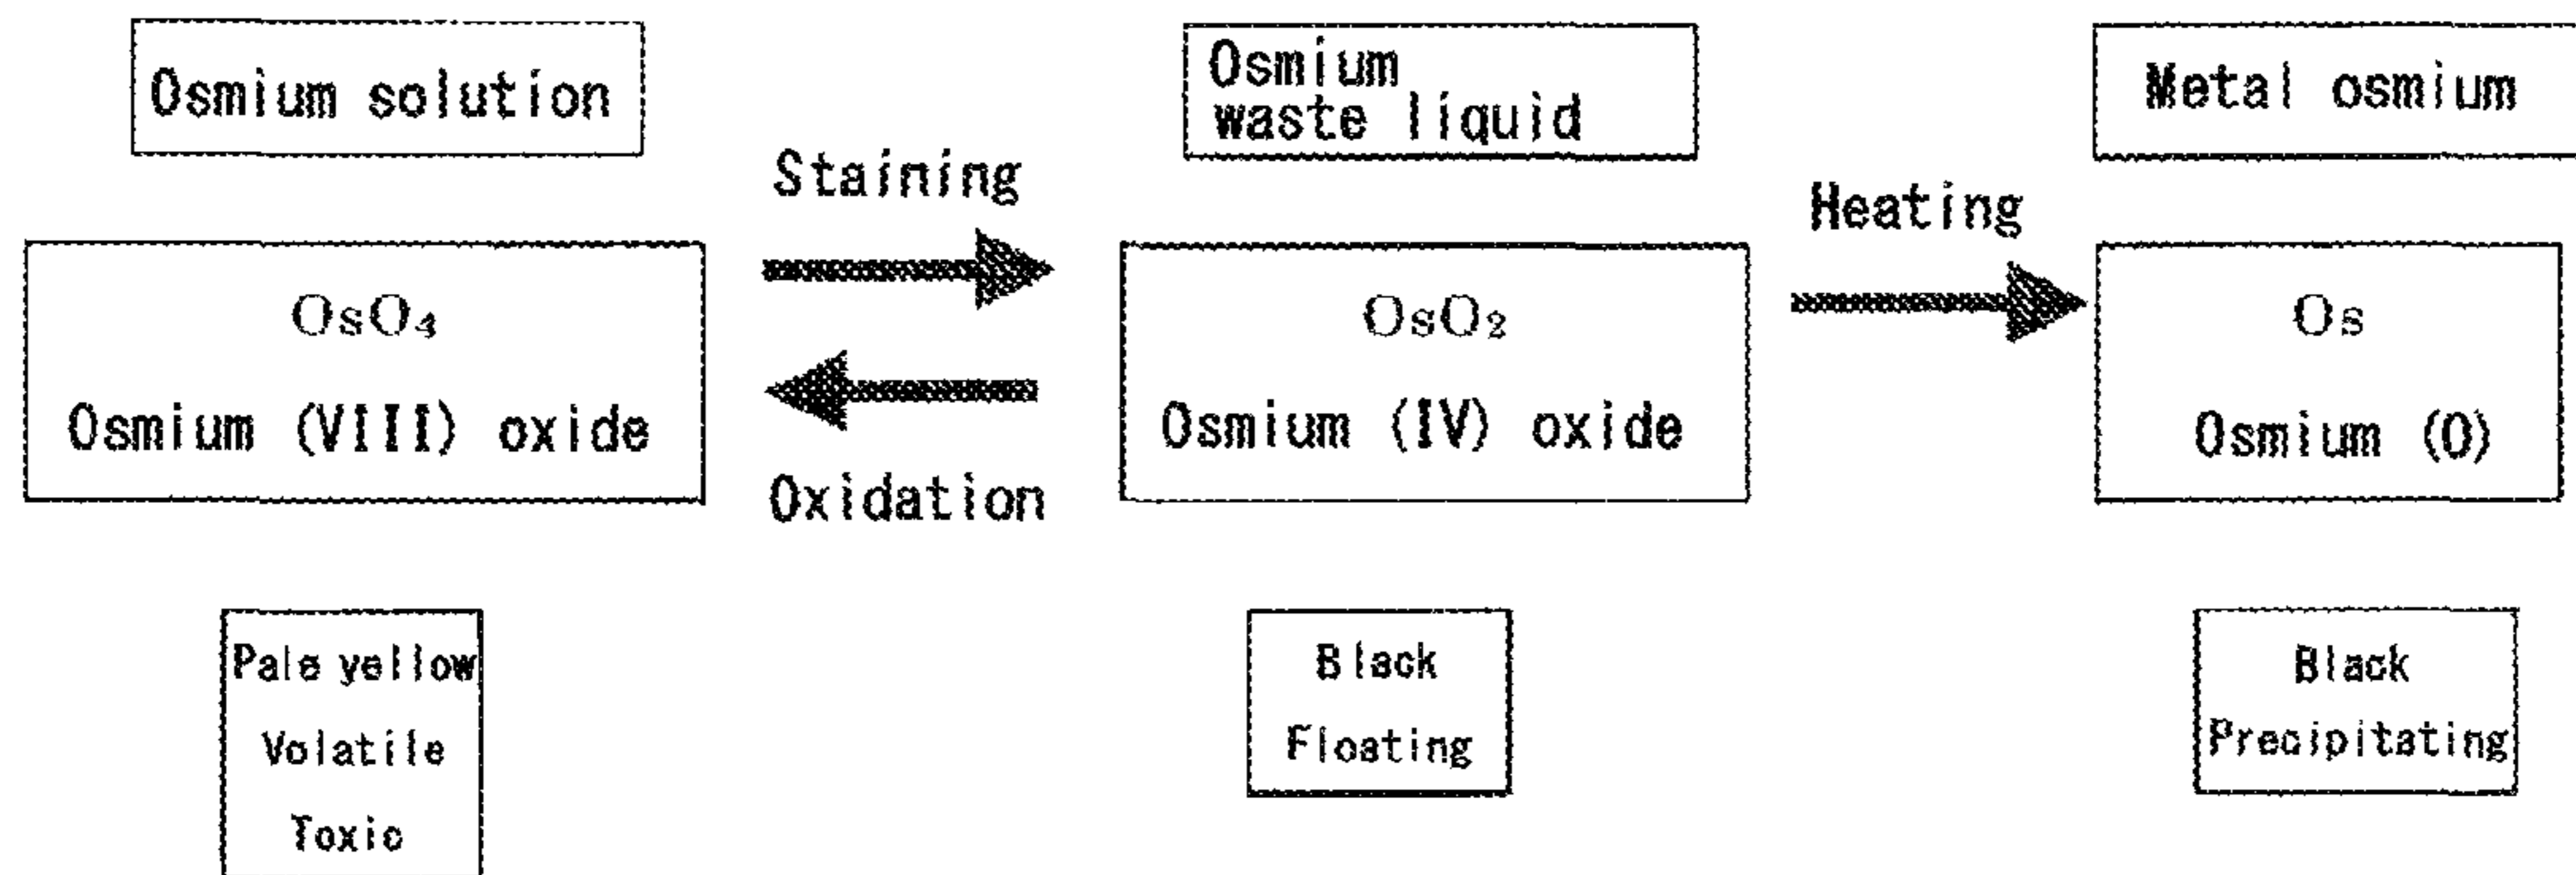 Osmium solution
Osmium
waste liquid
Metal osmium
Staining
Heating
OsO₄
Osmium (VIII) oxide
OsO₂
Osmium (IV) oxide
Os
Osmium (0)
Oxidation
Pale yellow
Volatile
Toxic
Black
Floating
Black
Precipitating